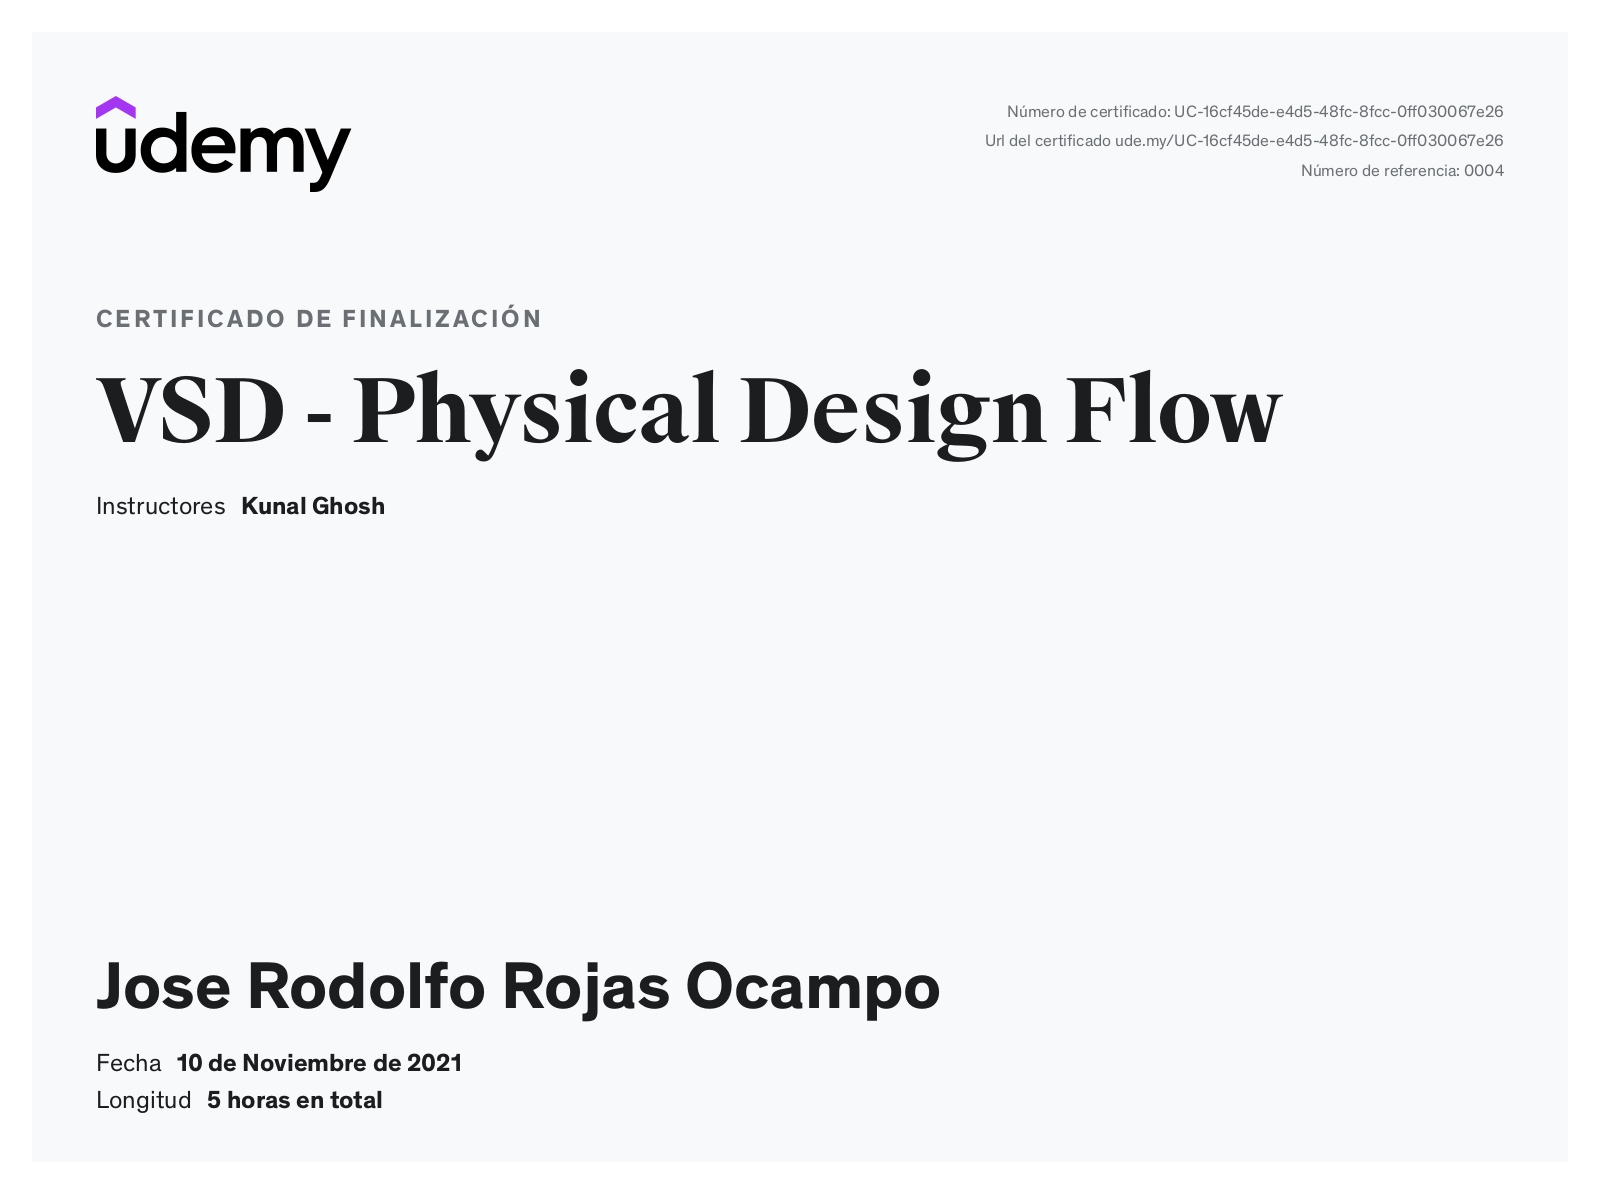 udemy
Número de certificado: UC-16cf45de-e4d5-48fc-8fcc-0ff030067e26
Url del certificado ude.my/UC-16cf45de-e4d5-48fc-8fcc-0ff030067e26
Número de referencia: 0004
CERTIFICADO DE FINALIZACIÓN
VSD - Physical Design Flow
Instructores Kunal Ghosh
Jose Rodolfo Rojas Ocampo
Fecha 10 de Noviembre de 2021
Longitud 5 horas en total